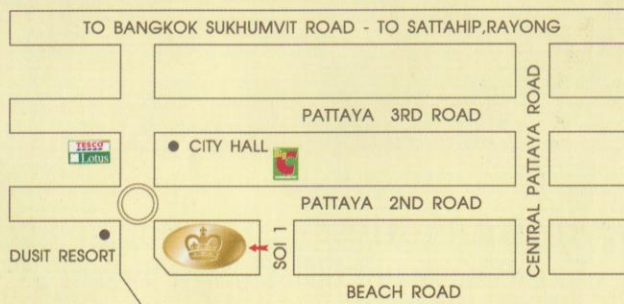 TO BANGKOK SUKHUMVIT ROAD - TO SATTAHIP,RAYONG
PATTAYA 3RD ROAD
CENTRAL PATTAYA ROAD
TESCO
Lotus
CITY HALL
PATTAYA 2ND ROAD
DUSIT RESORT
SOI 1
BEACH ROAD